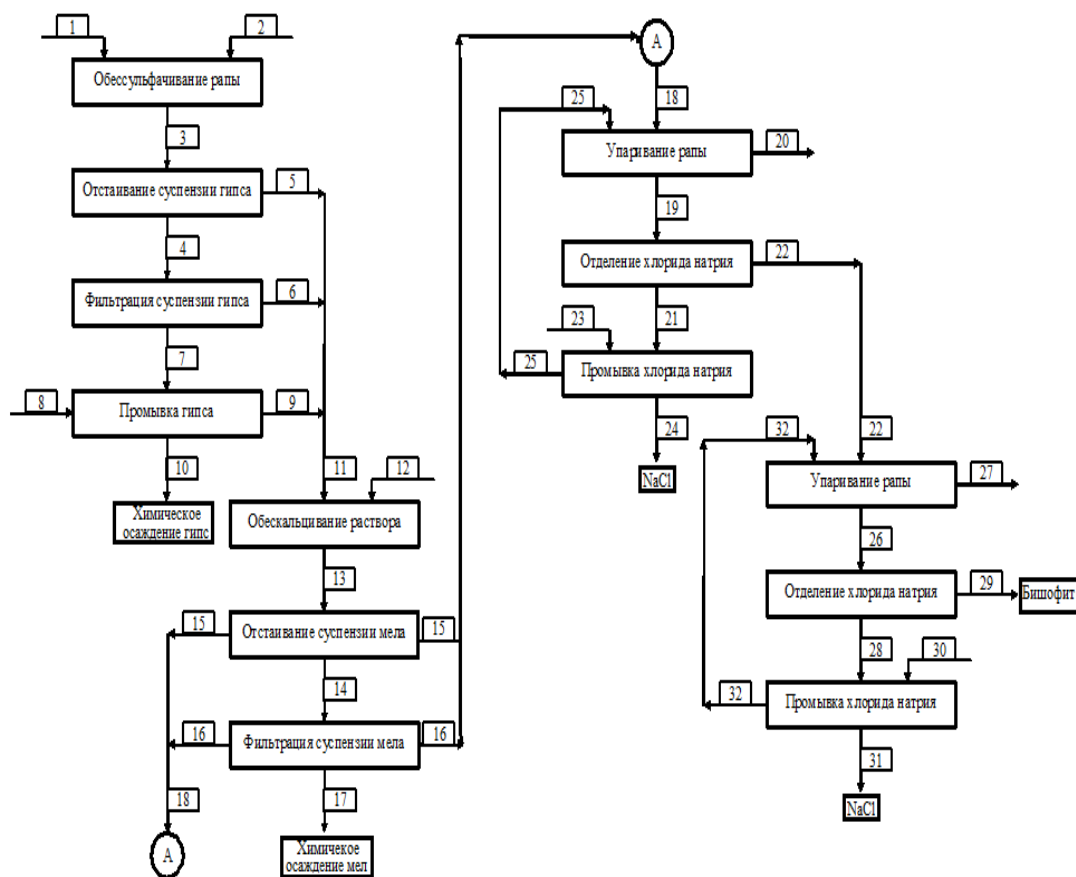 1
2
Обессульфачивание рапы
3
Отстаивание суспензии гипса
5
4
Фильтрация суспензии гипса
6
7
8
Промывка гипса
9
10
11
12
Химическое
осаждение гипс
Обескальцивание раствора
13
15
Отстаивание суспензии мела
15
14
16
Фильтрация суспензии мела
16
18
17
А
Химичекое
осаждение мел
А
25
18
Упаривание рапы
20
19
Отделение хлорида натрия
22
23
21
25
Промывка хлорида натрия
24
NaCl
32
22
Упаривание рапы
27
26
Отделение хлорида натрия
29
Бишофит
28
30
32
Промывка хлорида натрия
31
NaCl